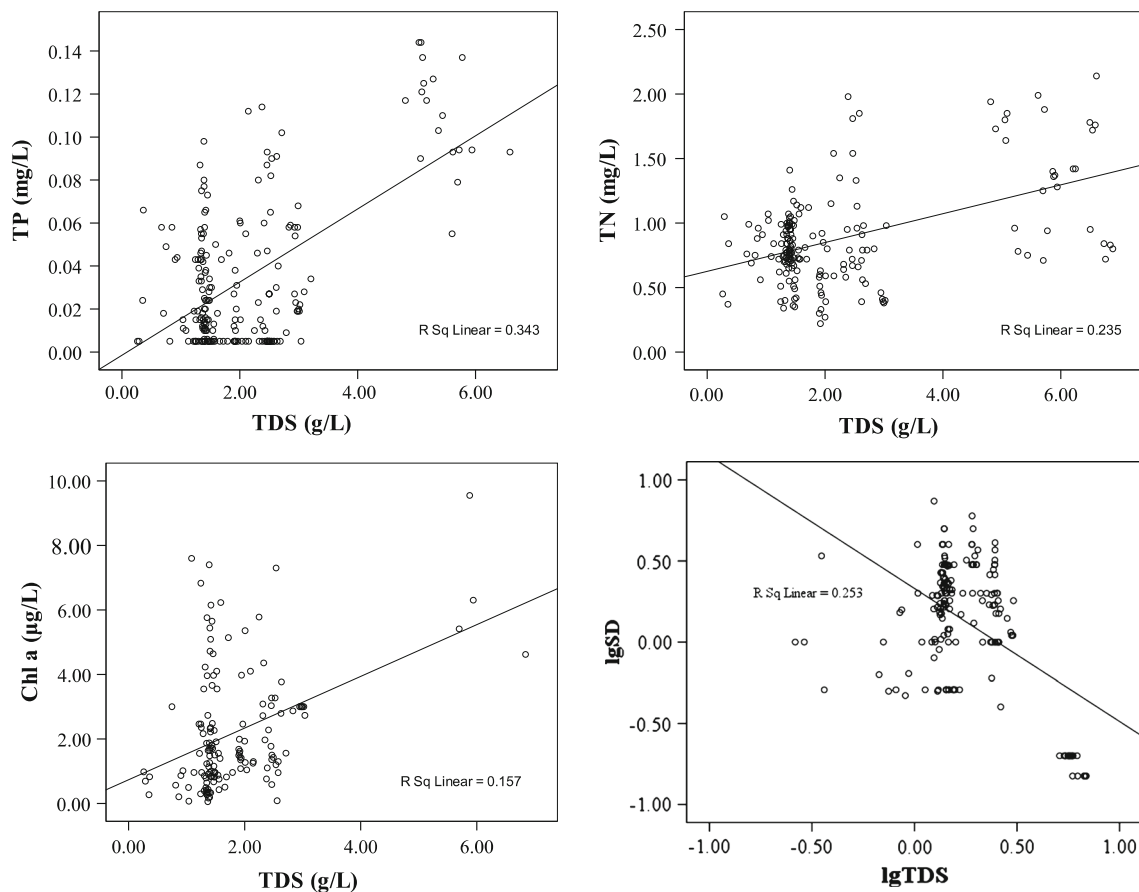 TP (mg/L)
0.14
0.12
0.10
0.08
0.06
0.04
0.02
0.00
R Sq Linear = 0.343
0.00 2.00 4.00 6.00
TDS (g/L)
TN (mg/L)
2.50
2.00
1.50
1.00
0.50
0.00
R Sq Linear = 0.235
0.00 2.00 4.00 6.00
TDS (g/L)
Chl a (µg/L)
10.00
8.00
6.00
4.00
2.00
0.00
R Sq Linear = 0.157
0.00 2.00 4.00 6.00
TDS (g/L)
lgSD
1.00
0.50
0.00
-0.50
-1.00
R Sq Linear = 0.253
-1.00 -0.50 0.00 0.50 1.00
lgTDS